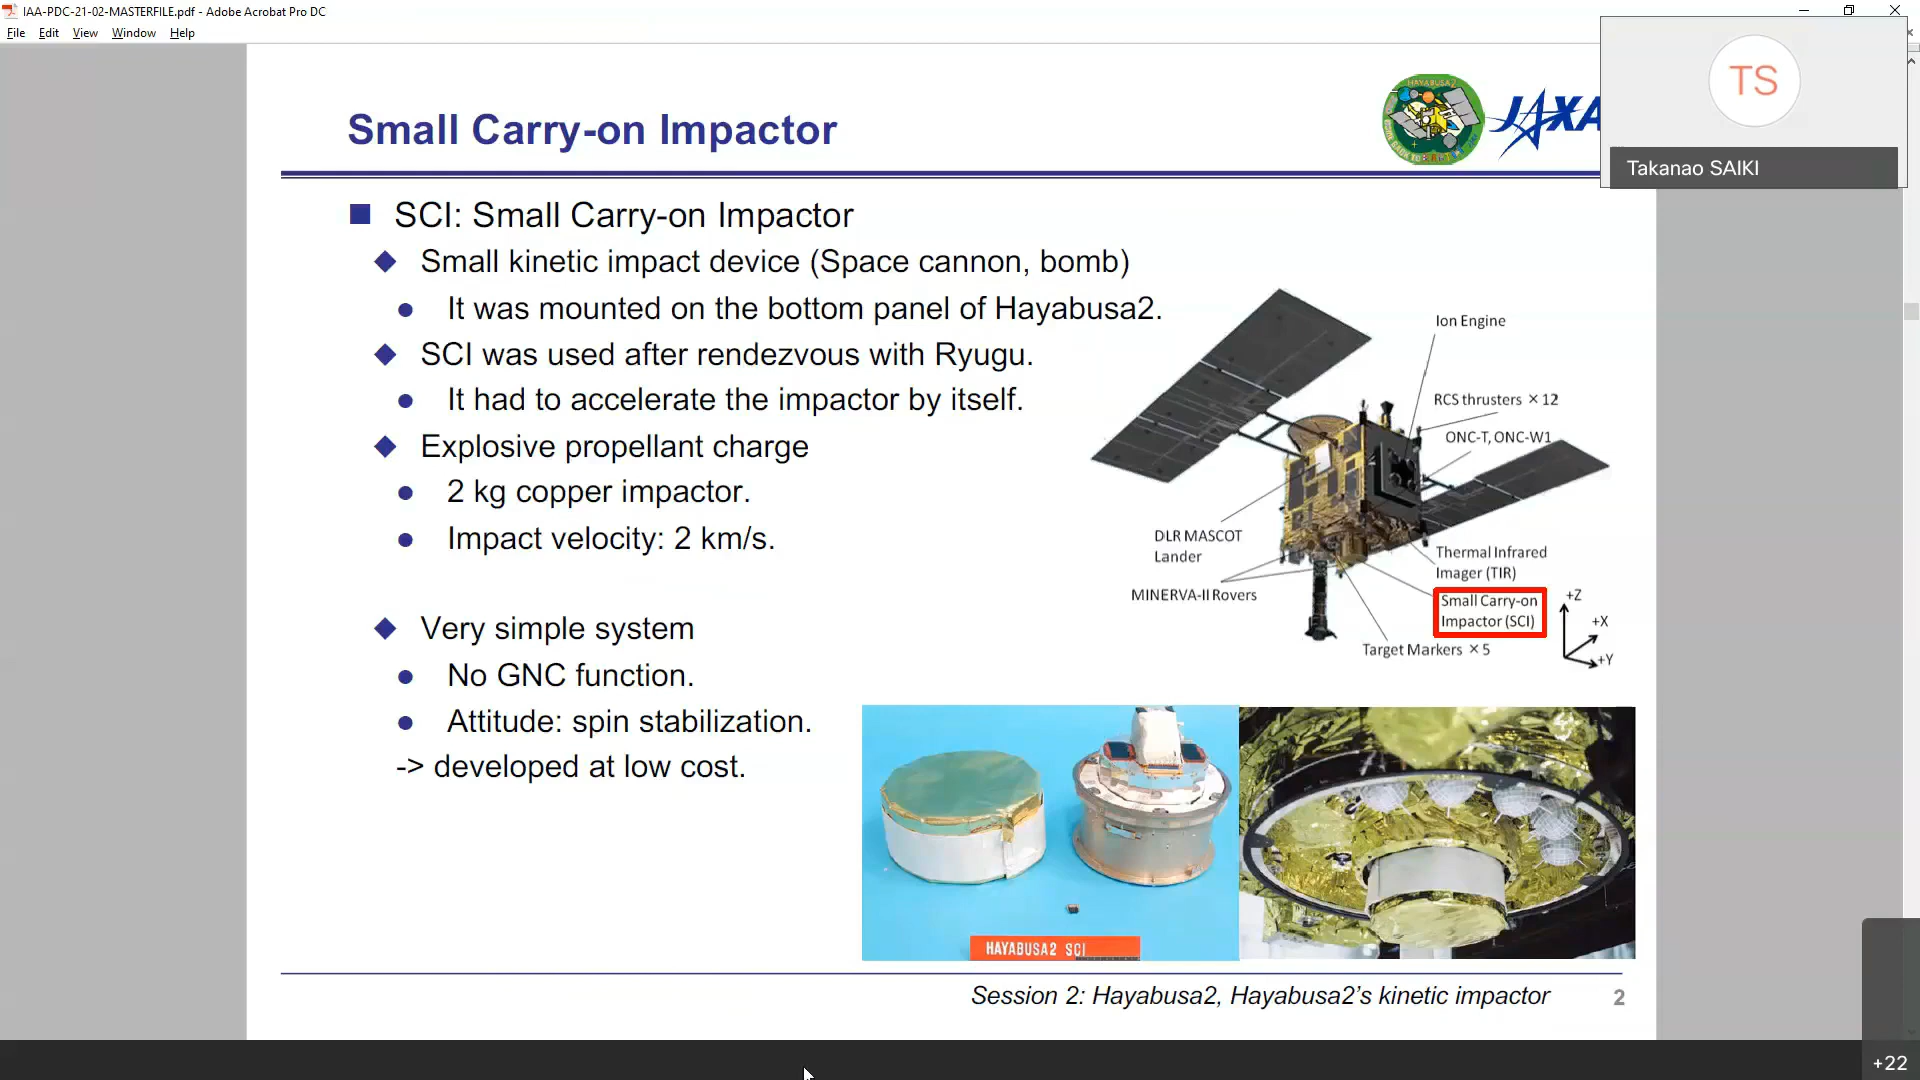 IAA-PDC-21-02-MASTERFILE.pdf - Adobe Acrobat Pro DC
File Edit View Window Help
TS
Takanao SAIKI
HAYABUSA2
JAXA
Small Carry-on Impactor
SCI: Small Carry-on Impactor
Small kinetic impact device (Space cannon, bomb)
It was mounted on the bottom panel of Hayabusa2.
SCI was used after rendezvous with Ryugu.
It had to accelerate the impactor by itself.
Explosive propellant charge
2 kg copper impactor.
Impact velocity: 2 km/s.
Very simple system
No GNC function.
Attitude: spin stabilization.
-> developed at low cost.
Ion Engine
RCS thrusters ×12
ONC-T, ONC-W1
DLR MASCOT
Lander
MINERVA-II Rovers
Thermal Infrared
Imager (TIR)
Small Carry-on
Impactor (SCI)
Target Markers ×5
+Z
+X
+Y
HAYABUSA2 SCI
Session 2: Hayabusa2, Hayabusa2's kinetic impactor
2
+22